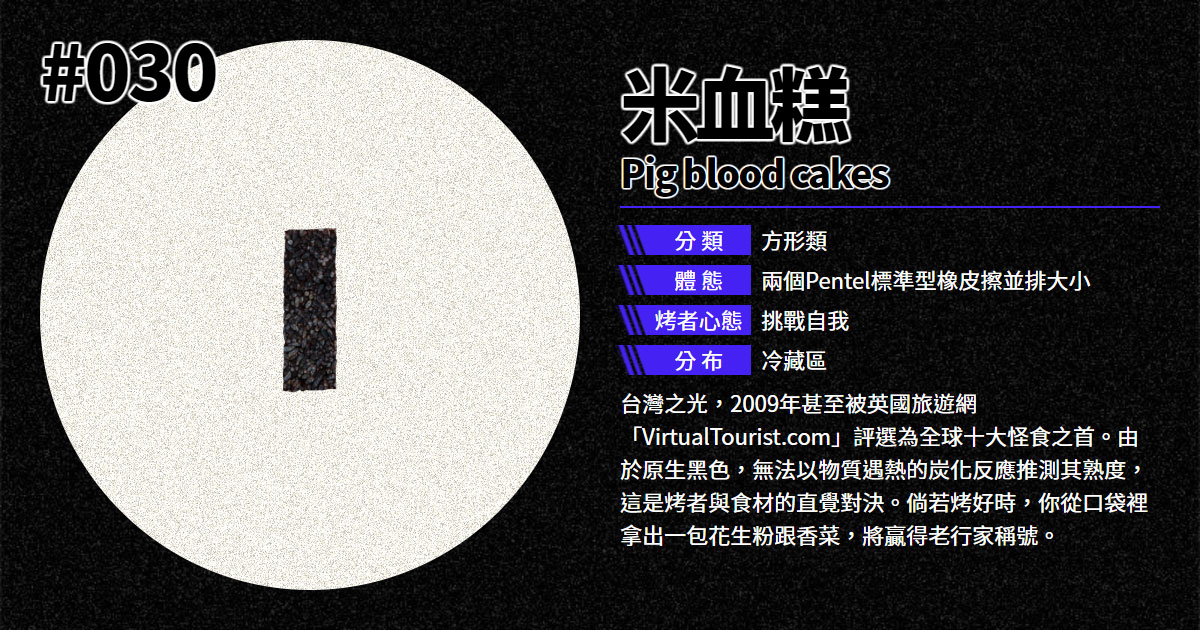 #030
米血糕
Pig blood cakes
分類 方形類
體態 兩個Pentel標準型橡皮擦並排大小
烤者心態 挑戰自我
分布 冷藏區
台灣之光，2009年甚至被英國旅遊網
「VirtualTourist.com」評選為全球十大怪食之首。由
於原生黑色，無法以物質遇熱的炭化反應推測其熟度，
這是烤者與食材的直覺對決。倘若烤好時，你從口袋裡
拿出一包花生粉跟香菜，將贏得老行家稱號。